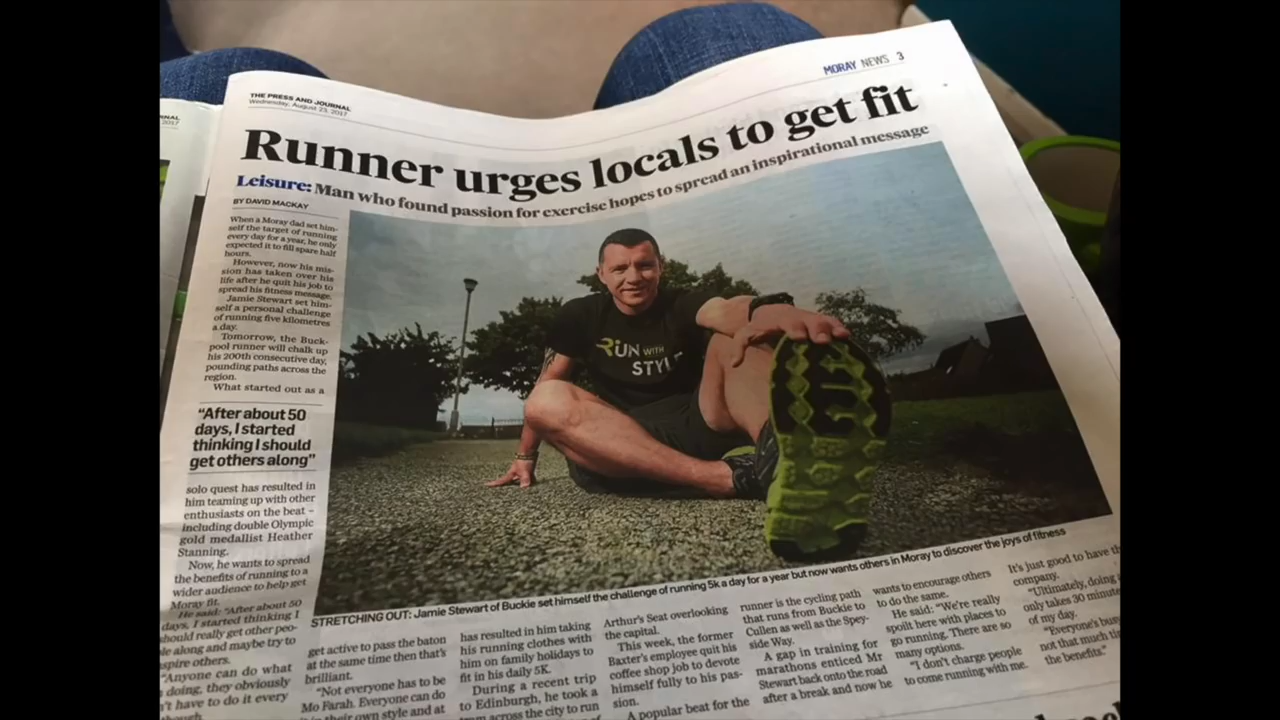 NAL
2017
THE PRESS AND JOURNAL
Wednesday, August 23, 2017
MORAY NEWS 3
Runner urges locals to get fit
Leisure: Man who found passion for exercise hopes to spread an inspirational message
BY DAVID MACKAY
When a Moray dad set him-
self the target of running
every day for a year, he only
expected it to fill spare half
hours.
However, now his mis-
sion has taken over his
life after he quit his job to
spread his fitness message.
Jamie Stewart set him-
self a personal challenge
of running five kilometres
a day.
Tomorrow, the Buck-
pool runner will chalk up
his 200th consecutive day,
pounding paths across the
region.
What started out as a
"After about 50
days, I started
thinking I should
get others along"
solo quest has resulted in
him teaming up with other
enthusiasts on the beat –
including double Olympic
gold medallist Heather
Stanning.
Now, he wants to spread
the benefits of running to a
wider audience to help get
Moray fit.
He said: "After about 50
days, I started thinking I
should really get other peo-
le along and maybe try to
spire others.
"Anyone can do what
doing, they obviously
n't have to do it every
though.
RUN WITH
STYLE
STRETCHING OUT: Jamie Stewart of Buckie set himself the challenge of running 5k a day for a year but now wants others in Moray to discover the joys of fitness
get active to pass the baton
at the same time then that's
brilliant.
"Not everyone has to be
Mo Farah. Everyone can do
their own style and at
has resulted in him taking
his running clothes with
him on family holidays to
fit in his daily 5K.
During a recent trip
to Edinburgh, he took a
across the city to run
Arthur's Seat overlooking
the capital.
This week, the former
Baxter's employee quit his
coffee shop job to devote
himself fully to his pas-
sion.
A popular beat for the
runner is the cycling path
that runs from Buckie to
Cullen as well as the Spey-
side Way.
A gap in training for
marathons enticed Mr
Stewart back onto the road
after a break and now he
wants to encourage others
to do the same.
He said: "We're really
spoilt here with places to
go running. There are so
many options.
"I don't charge people
to come running with me.
It's just good to have th
company.
"Ultimately, doing
only takes 30 minute
of my day.
"Everyone's busy
not that much tim
the benefits"